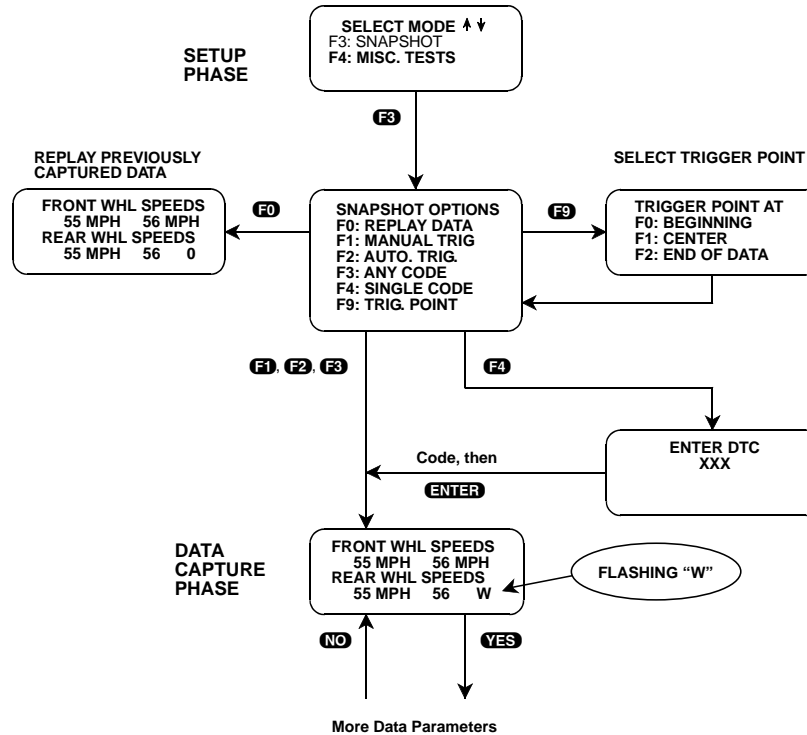 SETUP
PHASE
SELECT MODE
F3: SNAPSHOT
F4: MISC. TESTS
F3
REPLAY PREVIOUSLY
CAPTURED DATA
FRONT WHL SPEEDS
55 MPH 56 MPH
REAR WHL SPEEDS
55 MPH 56 0
F0
SNAPSHOT OPTIONS
F0: REPLAY DATA
F1: MANUAL TRIG
F2: AUTO. TRIG.
F3: ANY CODE
F4: SINGLE CODE
F9: TRIG. POINT
F9
SELECT TRIGGER POINT
TRIGGER POINT AT
F0: BEGINNING
F1: CENTER
F2: END OF DATA
F1, F2, F3
F4
ENTER DTC
XXX
Code, then
ENTER
DATA
CAPTURE
PHASE
FRONT WHL SPEEDS
55 MPH 56 MPH
REAR WHL SPEEDS
55 MPH 56 W
FLASHING “W”
NO
YES
More Data Parameters